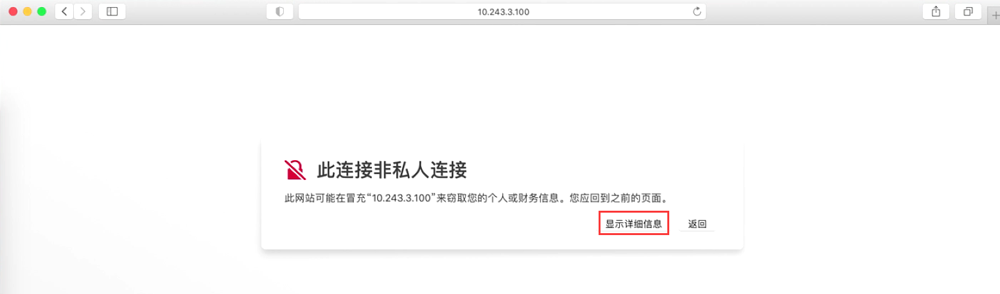 10.243.3.100
此连接非私人连接
此网站可能在冒充“10.243.3.100”来窃取您的个人或财务信息。您应回到之前的页面。
显示详细信息 返回